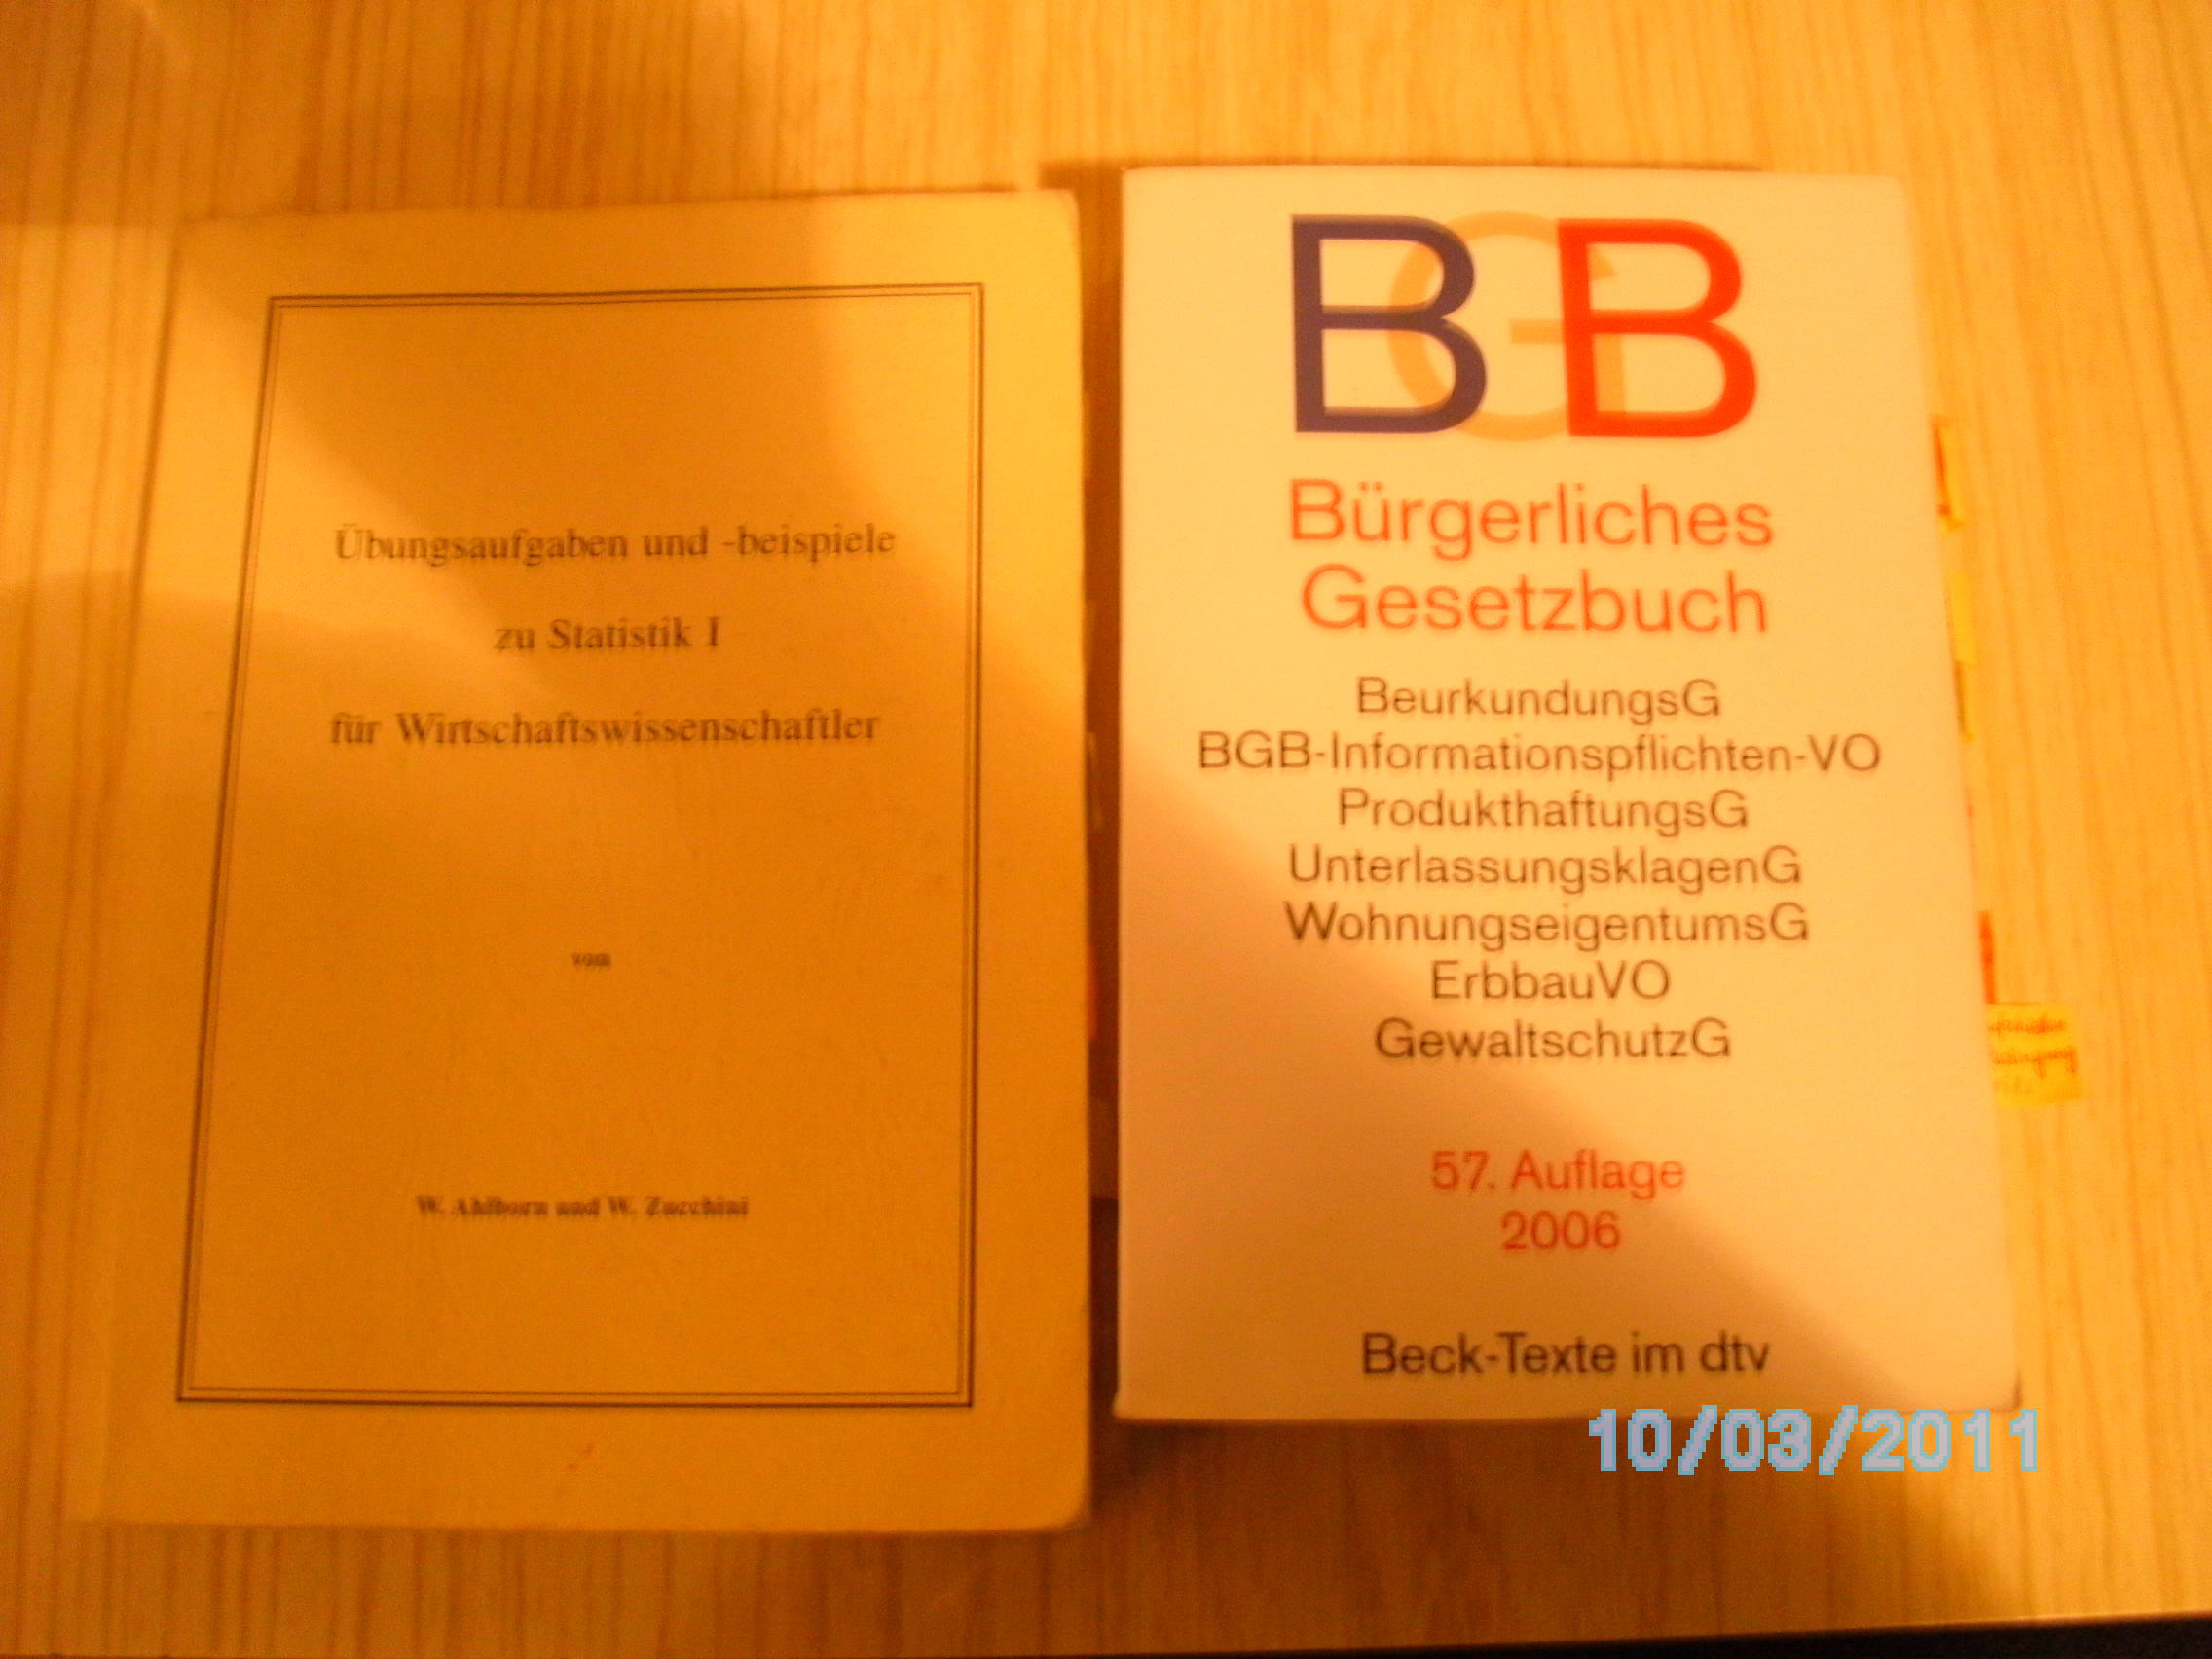 Übungsaufgaben und -beispiele
zu Statistik I
für Wirtschaftswissenschaftler
vom
W. Ahlborn und W. Zucchini
BGB
Bürgerliches
Gesetzbuch
BeurkundungsG
BGB-Informationspflichten-VO
ProdukthaftungsG
UnterlassungsklagenG
WohnungseigentumsG
ErbbauVO
GewaltschutzG
57. Auflage
2006
Beck-Texte im dtv
10/03/2011